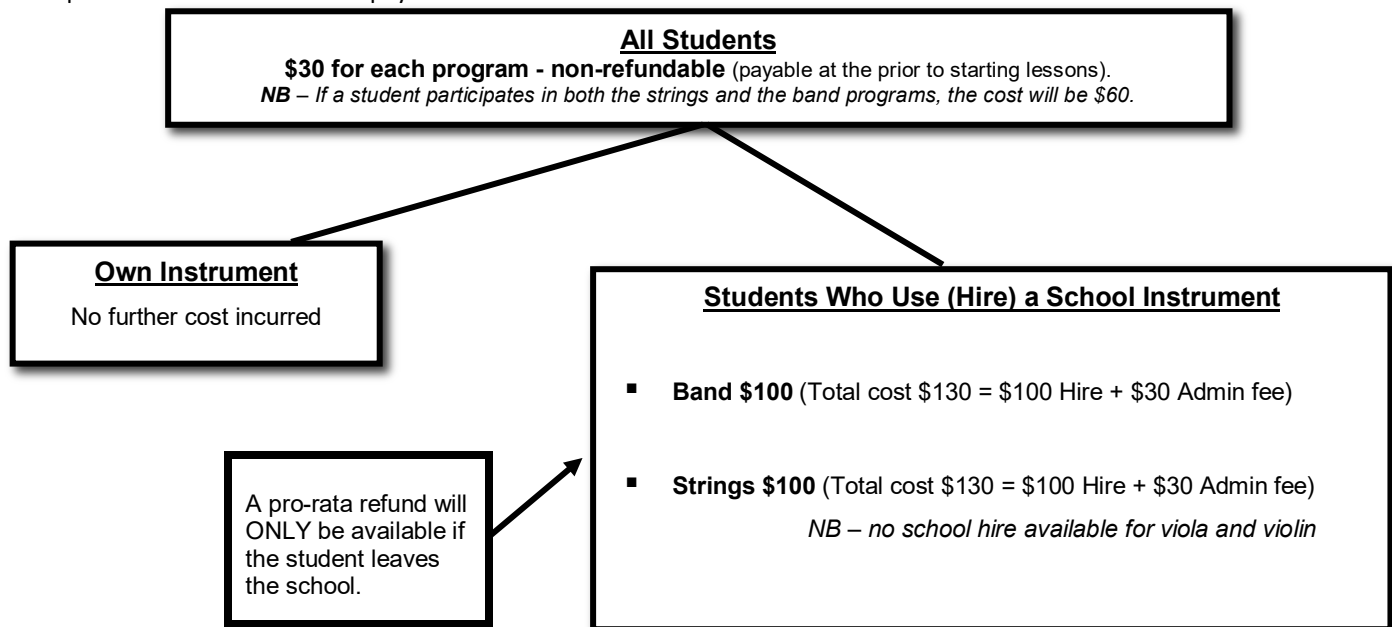 All Students
$30 for each program - non-refundable (payable at the prior to starting lessons).
NB – If a student participates in both the strings and the band programs, the cost will be $60.
Own Instrument
No further cost incurred
Students Who Use (Hire) a School Instrument
▪ Band $100 (Total cost $130 = $100 Hire + $30 Admin fee)
▪ Strings $100 (Total cost $130 = $100 Hire + $30 Admin fee)
NB – no school hire available for viola and violin
A pro-rata refund will
ONLY be available if
the student leaves
the school.